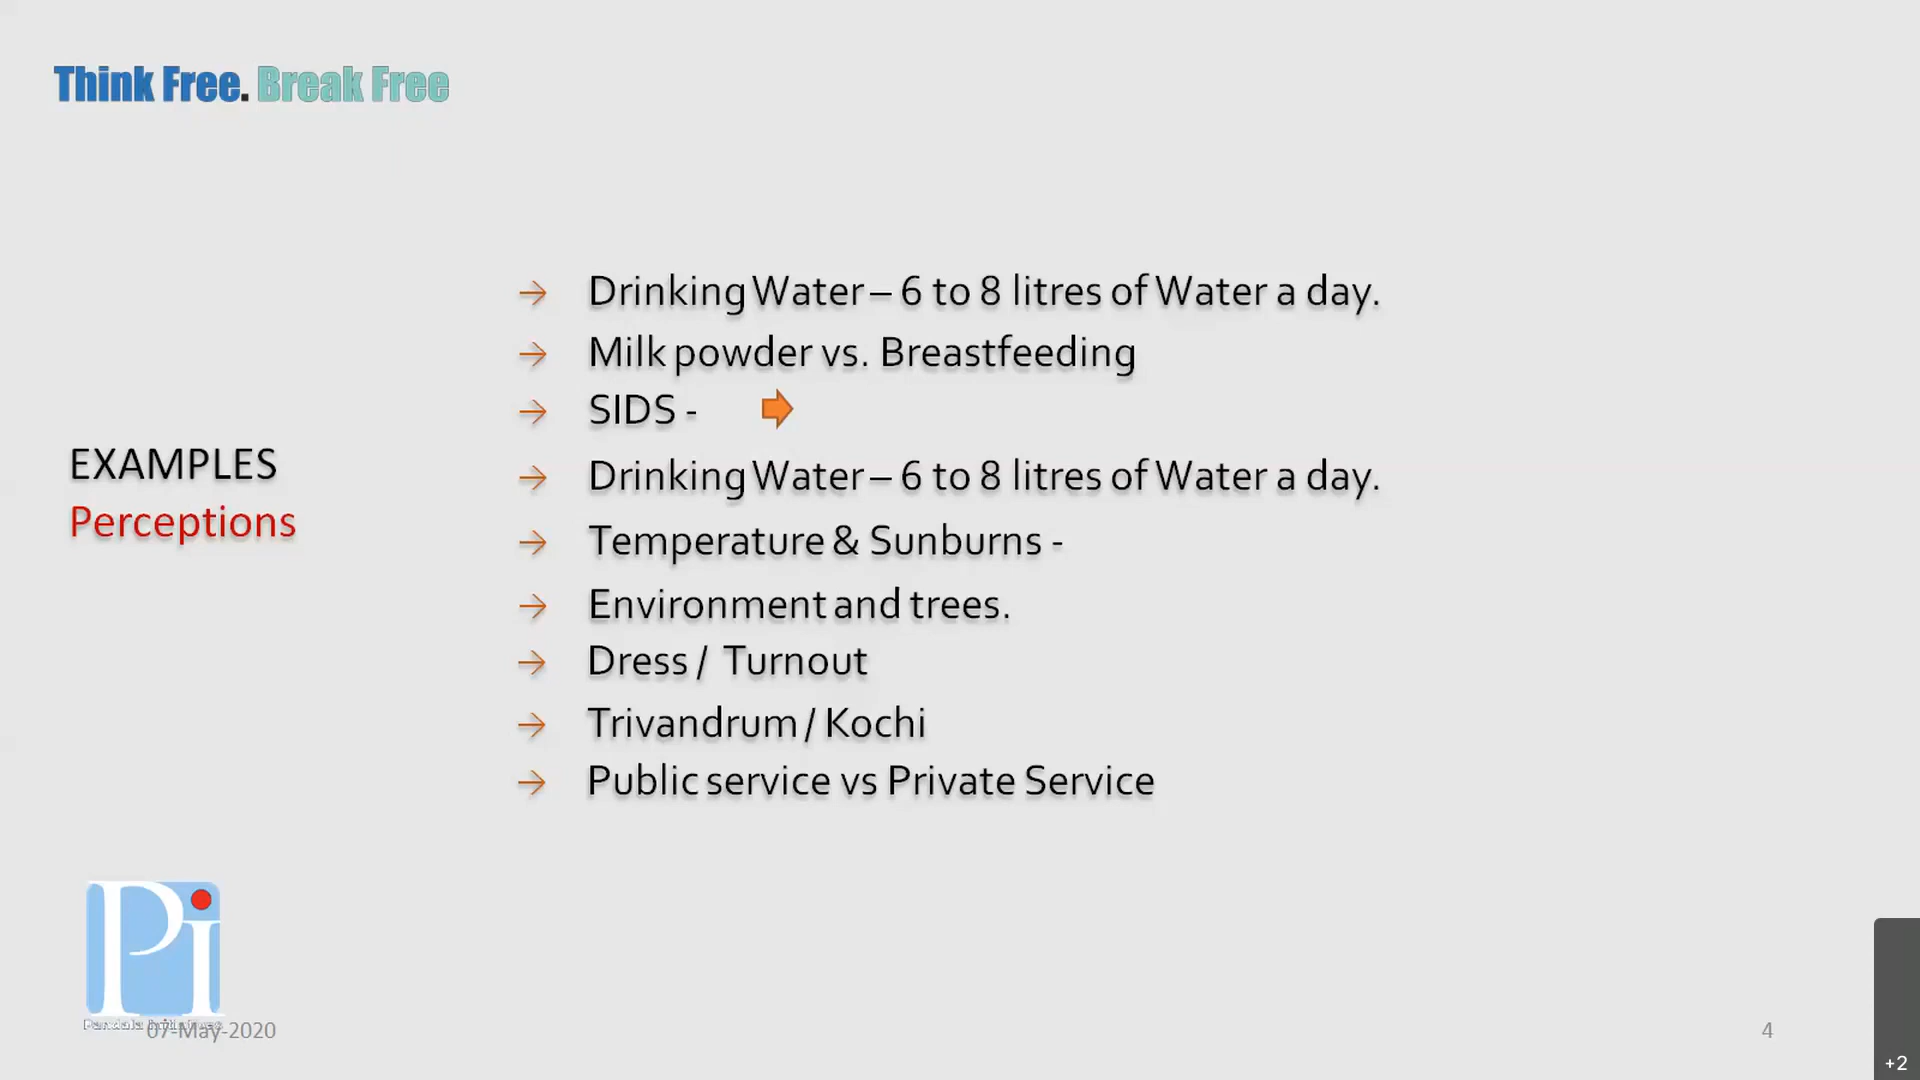 Think Free. Break Free
EXAMPLES
Perceptions
→ Drinking Water – 6 to 8 litres of Water a day.
→ Milk powder vs. Breastfeeding
→ SIDS -
→ Drinking Water – 6 to 8 litres of Water a day.
→ Temperature & Sunburns -
→ Environment and trees.
→ Dress / Turnout
→ Trivandrum / Kochi
→ Public service vs Private Service
Pi
07-May-2020
4
+2